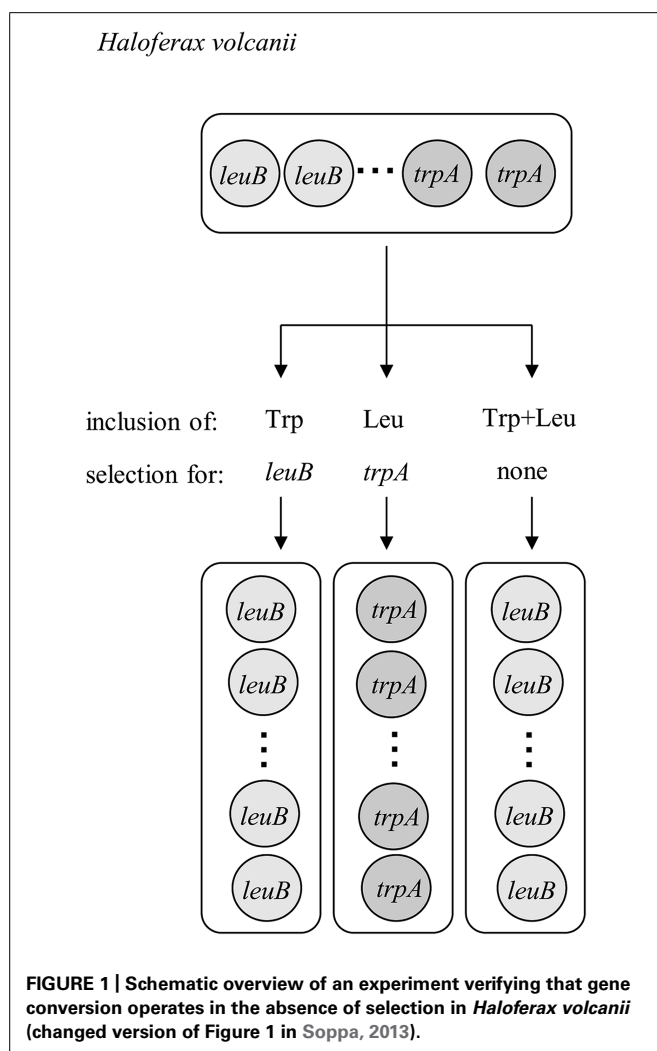 Haloferax volcanii
leuB leuB ... trpA trpA
inclusion of: Trp Leu Trp+Leu
selection for: leuB trpA none
leuB trpA leuB
leuB trpA leuB
leuB trpA leuB
leuB trpA leuB
FIGURE 1 | Schematic overview of an experiment verifying that gene
conversion operates in the absence of selection in Haloferax volcanii
(changed version of Figure 1 in Soppa, 2013).